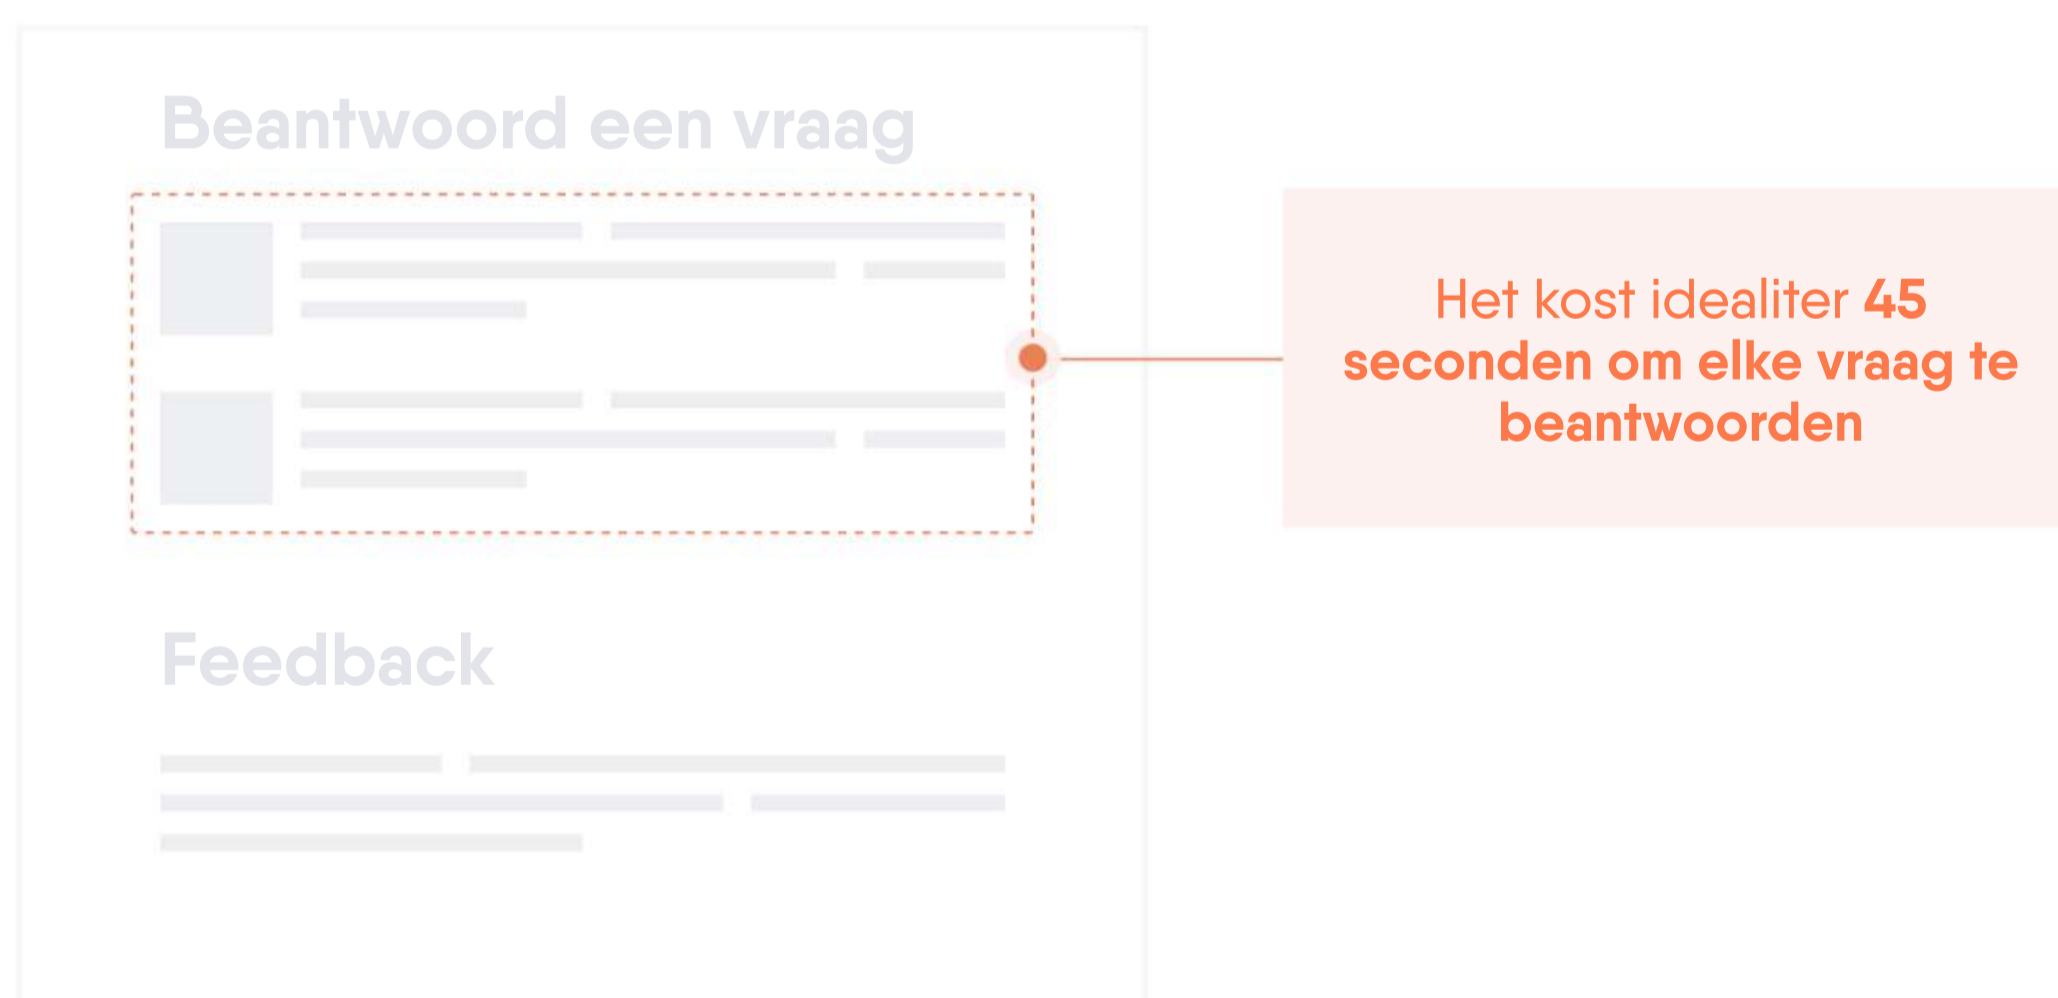 Beantwoord een vraag
Het kost idealiter 45
seconden om elke vraag te
beantwoorden
Feedback